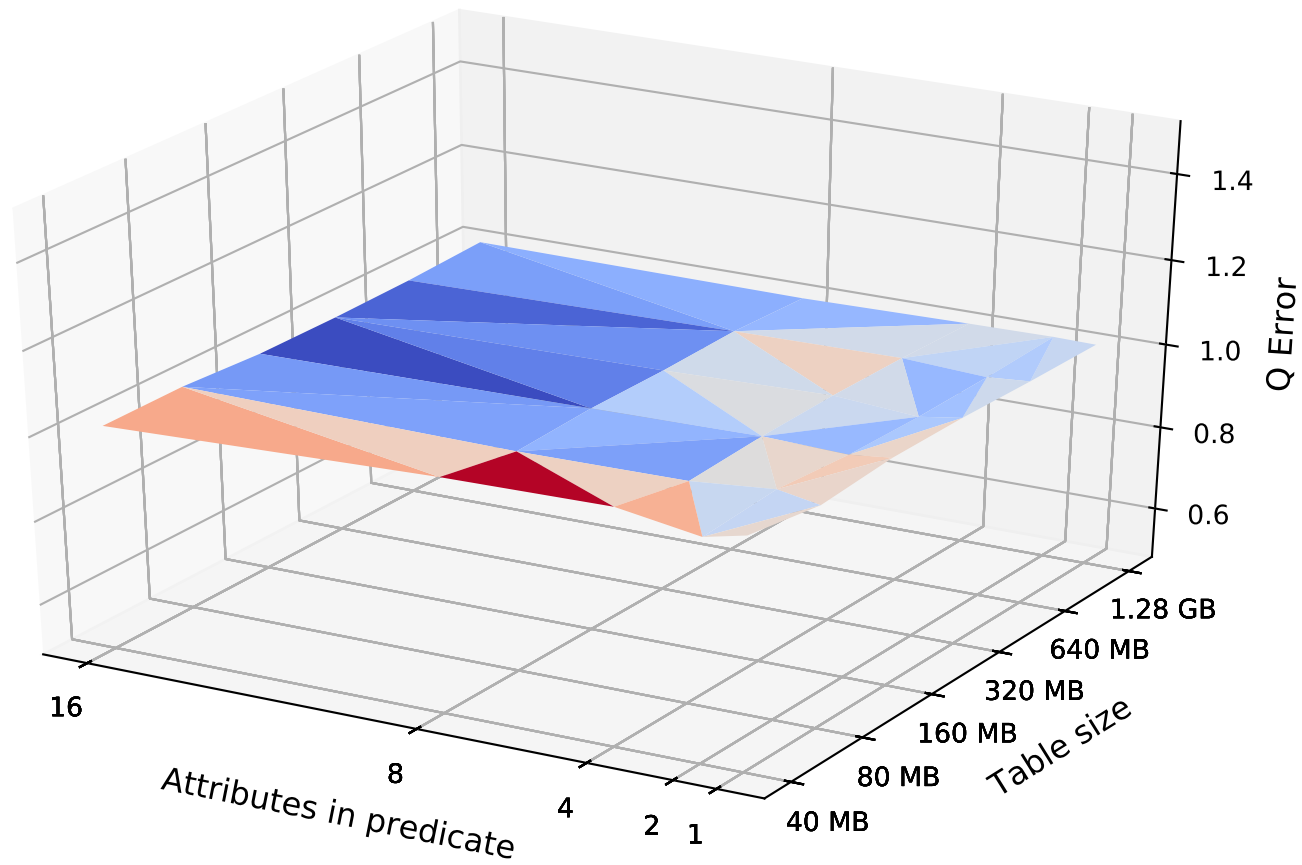 1.4
1.2
1.0
0.8
0.6
Q Error
1.28 GB
640 MB
320 MB
160 MB
80 MB
40 MB
Table size
16
8
4
2
1
Attributes in predicate